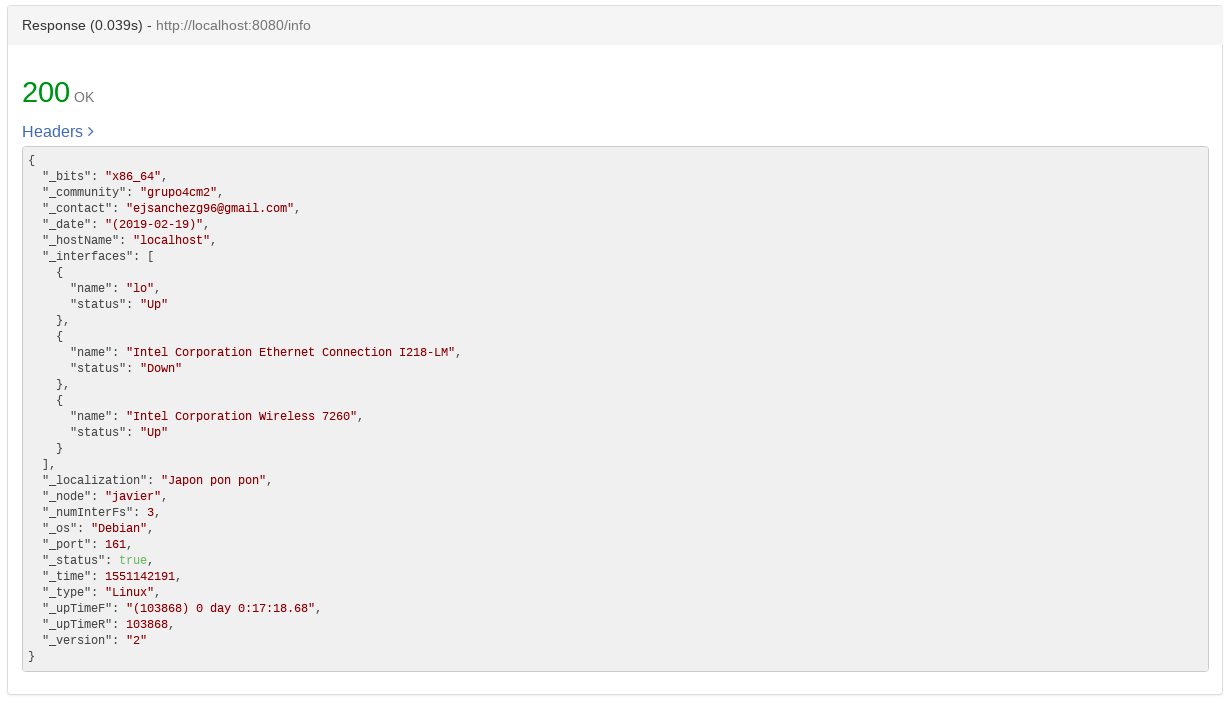 Response (0.039s) - http://localhost:8080/info
200 OK
Headers >
{
  "_bits": "x86_64",
  "_community": "grupo4cm2",
  "_contact": "ejsanchezg96@gmail.com",
  "_date": "(2019-02-19)",
  "_hostName": "localhost",
  "_interfaces": [
    {
      "name": "lo",
      "status": "Up"
    },
    {
      "name": "Intel Corporation Ethernet Connection I218-LM",
      "status": "Down"
    },
    {
      "name": "Intel Corporation Wireless 7260",
      "status": "Up"
    }
  ],
  "_localization": "Japon pon pon",
  "_node": "javier",
  "_numInterFs": 3,
  "_os": "Debian",
  "_port": 161,
  "_status": true,
  "_time": 1551142191,
  "_type": "Linux",
  "_upTimeF": "(103868) 0 day 0:17:18.68",
  "_upTimeR": 103868,
  "_version": "2"
}